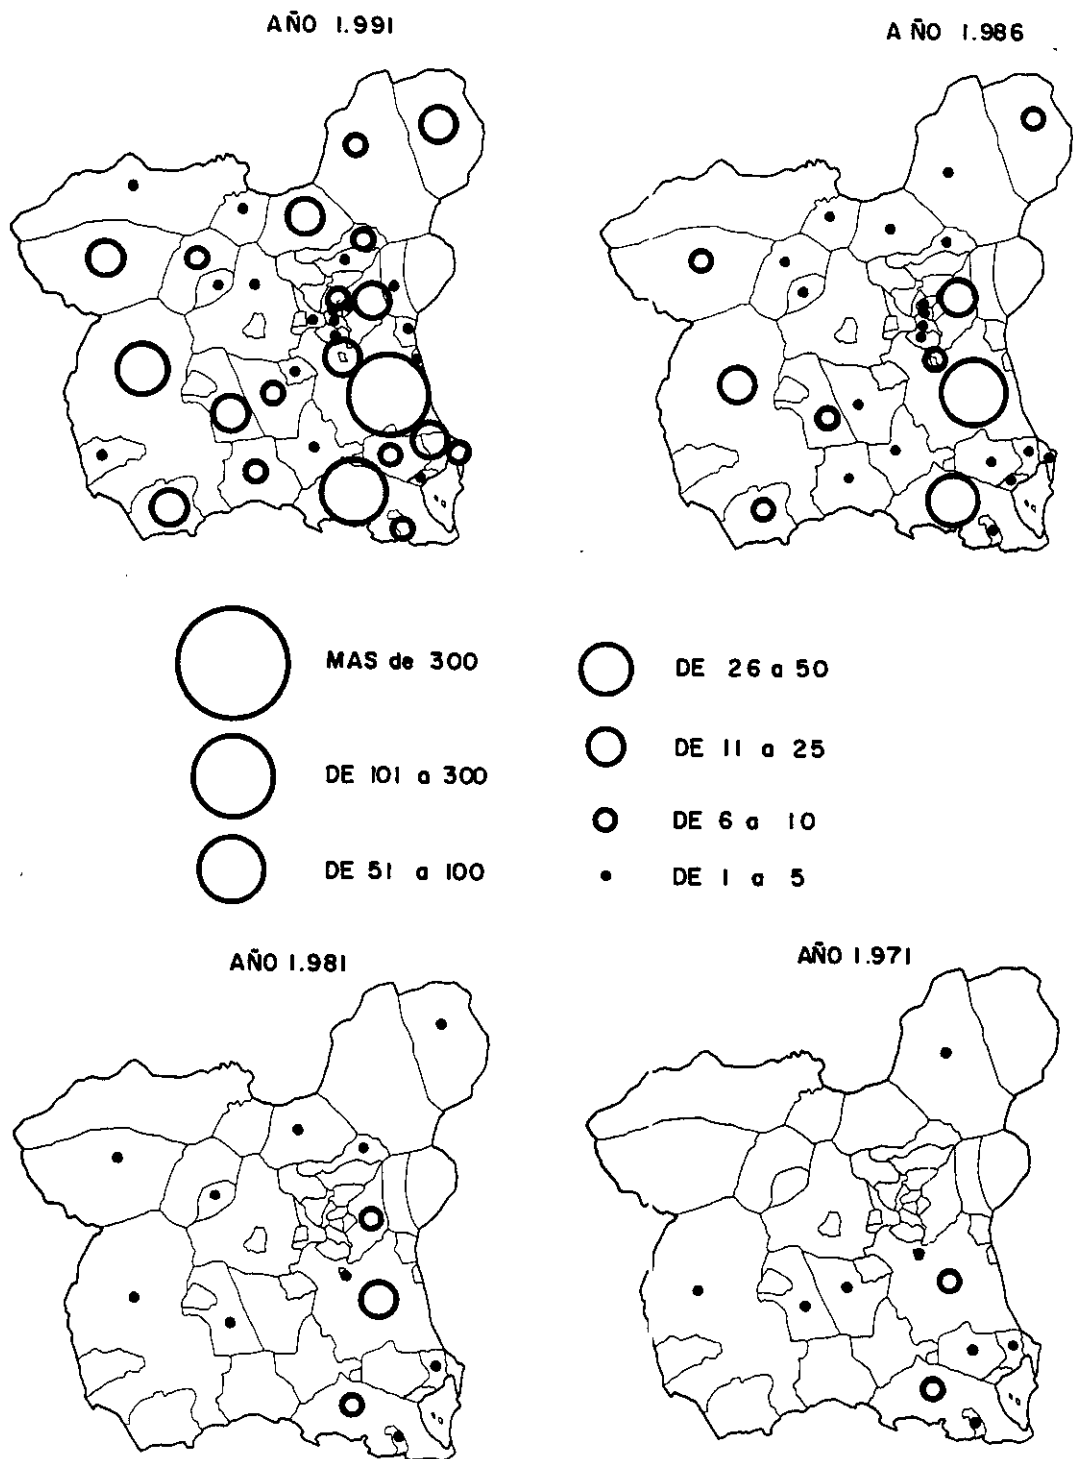 AÑO 1.991
AÑO 1.986
MAS de 300
DE 101 a 300
DE 51 a 100
DE 26 a 50
DE 11 a 25
DE 6 a 10
DE 1 a 5
AÑO 1.981
AÑO 1.971